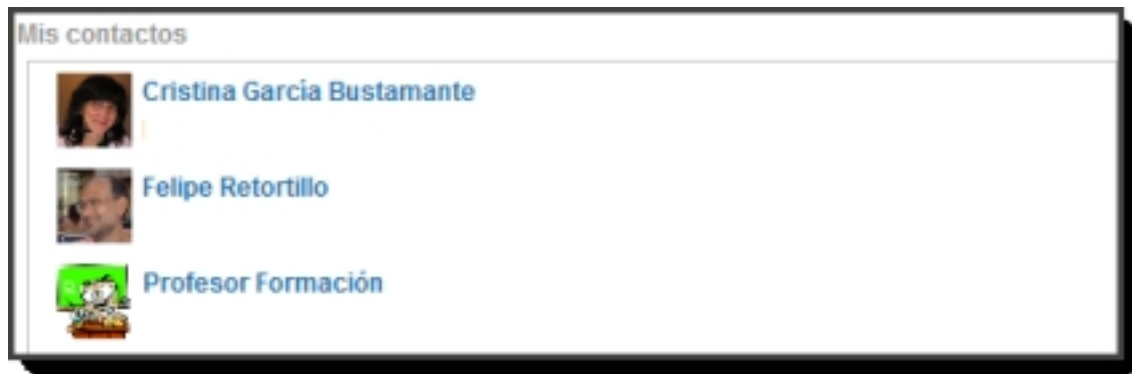 Mis contactos
Cristina García Bustamante
Felipe Retortillo
Profesor Formación